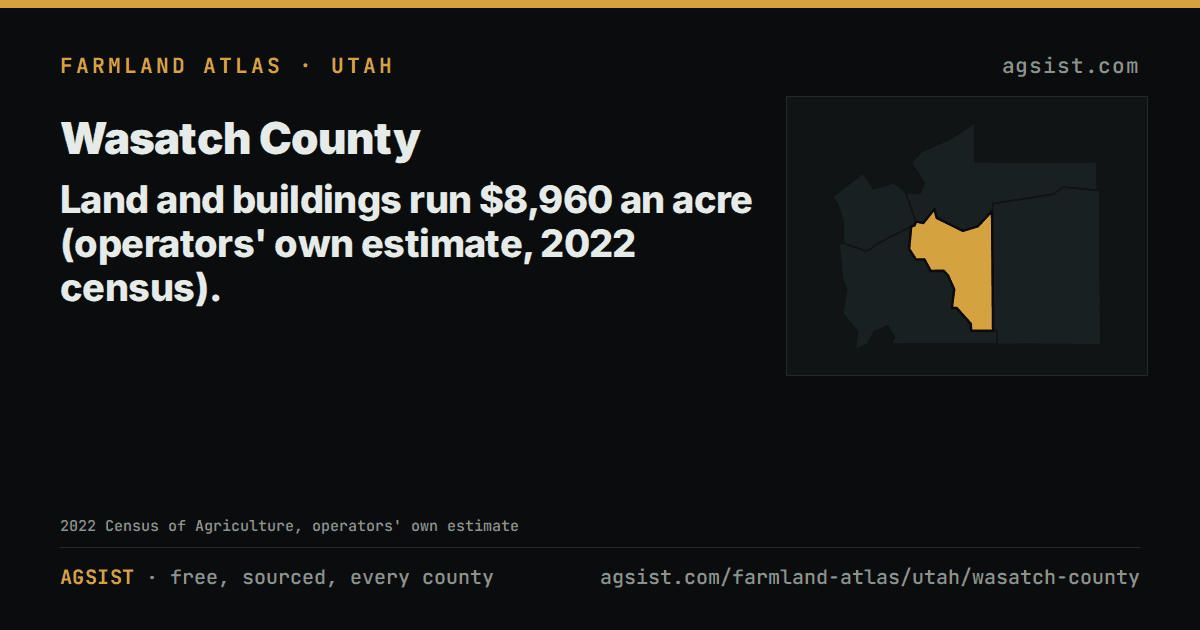 FARMLAND ATLAS · UTAH
agsist.com
Wasatch County
Land and buildings run $8,960 an acre
(operators' own estimate, 2022
census).
2022 Census of Agriculture, operators' own estimate
AGSIST · free, sourced, every county
agsist.com/farmland-atlas/utah/wasatch-county